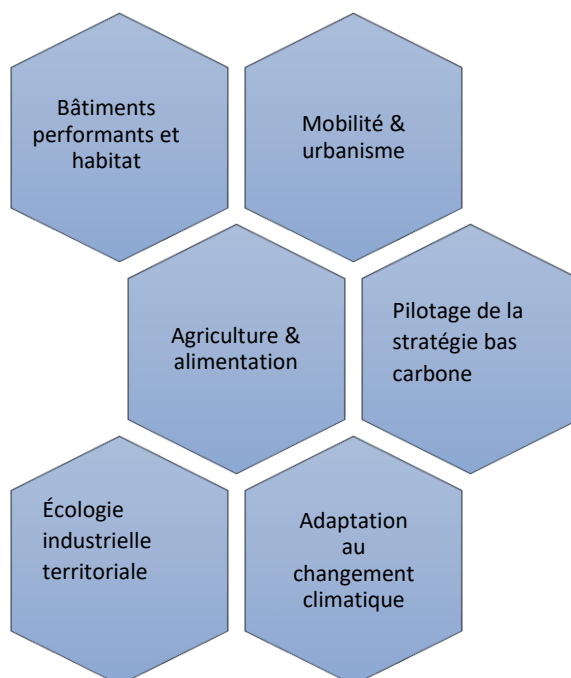 Bâtiments
performants et
habitat
Mobilité &
urbanisme
Agriculture &
alimentation
Pilotage de la
stratégie bas
carbone
Écologie
industrielle
territoriale
Adaptation
au
changement
climatique